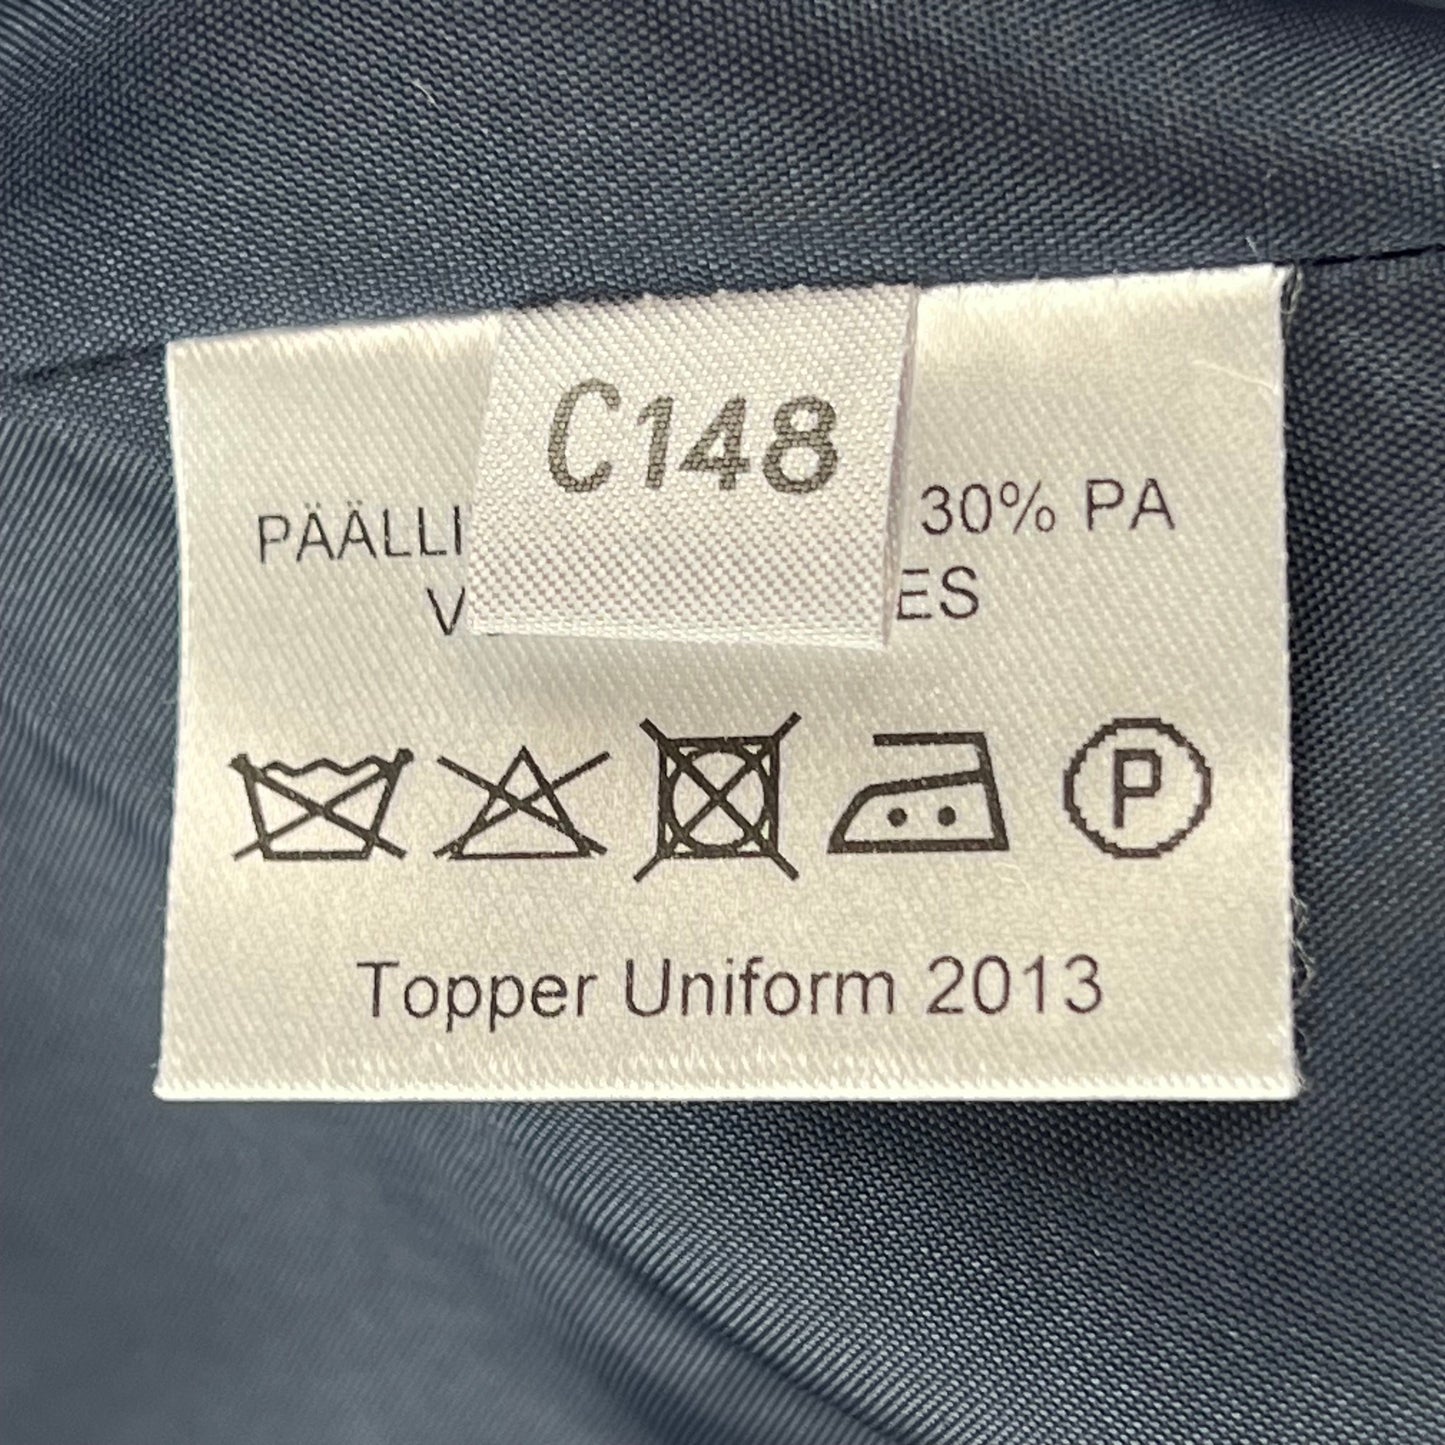 C148
PÄÄLLI 30% PA
V ES
P
Topper Uniform 2013